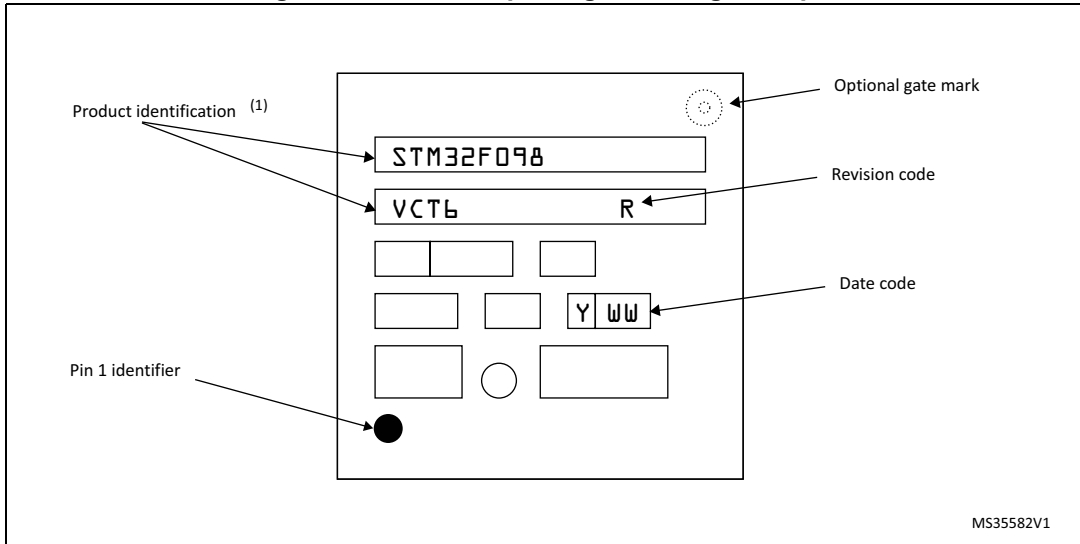 Optional gate mark
Product identification (1)
STM32F098
Revision code
VCT6 R
Date code
Y WW
Pin 1 identifier
MS35582V1